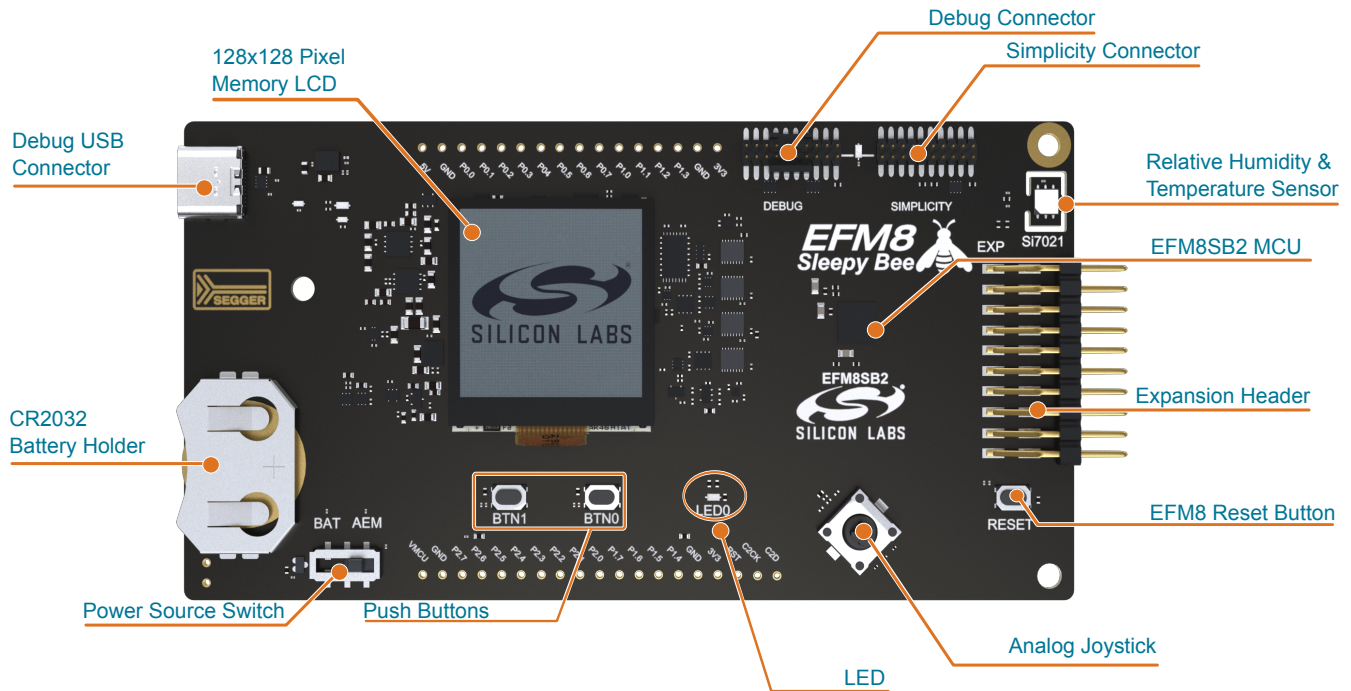 Debug Connector
Simplicity Connector
128x128 Pixel
Memory LCD
Debug USB
Connector
Relative Humidity &
Temperature Sensor
5V GND P0.0 P0.1 P0.2 P0.3 P04 P0.5 P0.6 P0.7 P1.0 P1.1 P1.2 P1.3 GND 3V3
DEBUG
SIMPLICITY
EFM8
Sleepy Bee
EXP
Si7021
EFM8SB2 MCU
SEGGER
SILICON LABS
EFM8SB2
SILICON LABS
Expansion Header
CR2032
Battery Holder
BAT AEM
BTN1
BTN0
LED0
RESET
EFM8 Reset Button
VMCU GND P2.7 P2.6 P2.5 P2.4 P2.3 P2.2 P2.0 P1.7 P1.6 P1.5 P1.4 GND 3V3 RST C2CK C2D
Power Source Switch
Push Buttons
Analog Joystick
LED